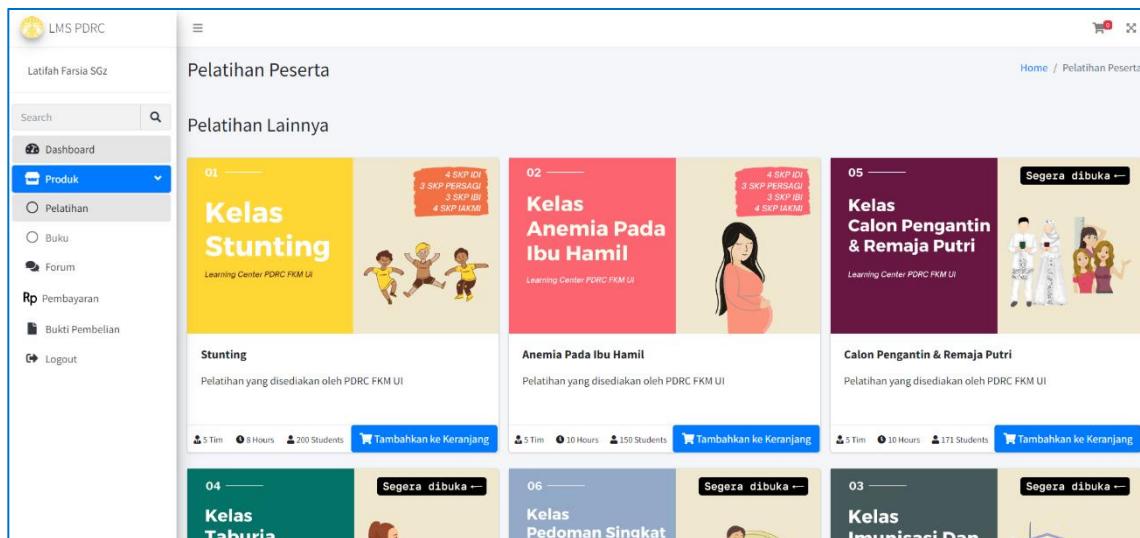 LMS PDRC
0
Latifah Farsia SGz
Search
Dashboard
Produk
Pelatihan
Buku
Forum
Rp Pembayaran
Bukti Pembelian
Logout
Pelatihan Peserta
Home / Pelatihan Peserta
Pelatihan Lainnya
01
Kelas
Stunting
Learning Center PDRC FKM UI
4 SKP IDI
3 SKP PERSAGI
3 SKP IBI
4 SKP IAKMI
Stunting
Pelatihan yang disediakan oleh PDRC FKM UI
5 Tim 8 Hours 200 Students Tambahkan ke Keranjang
02
Kelas
Anemia Pada
Ibu Hamil
Learning Center PDRC FKM UI
4 SKP IDI
3 SKP PERSAGI
3 SKP IBI
4 SKP IAKMI
Anemia Pada Ibu Hamil
Pelatihan yang disediakan oleh PDRC FKM UI
5 Tim 10 Hours 150 Students Tambahkan ke Keranjang
05
Segera dibuka
Kelas
Calon Pengantin
& Remaja Putri
Learning Center PDRC FKM UI
Calon Pengantin & Remaja Putri
Pelatihan yang disediakan oleh PDRC FKM UI
5 Tim 10 Hours 171 Students Tambahkan ke Keranjang
04
Segera dibuka
Kelas
Taburia
06
Segera dibuka
Kelas
Pedoman Singkat
03
Segera dibuka
Kelas
Imunisasi Dan